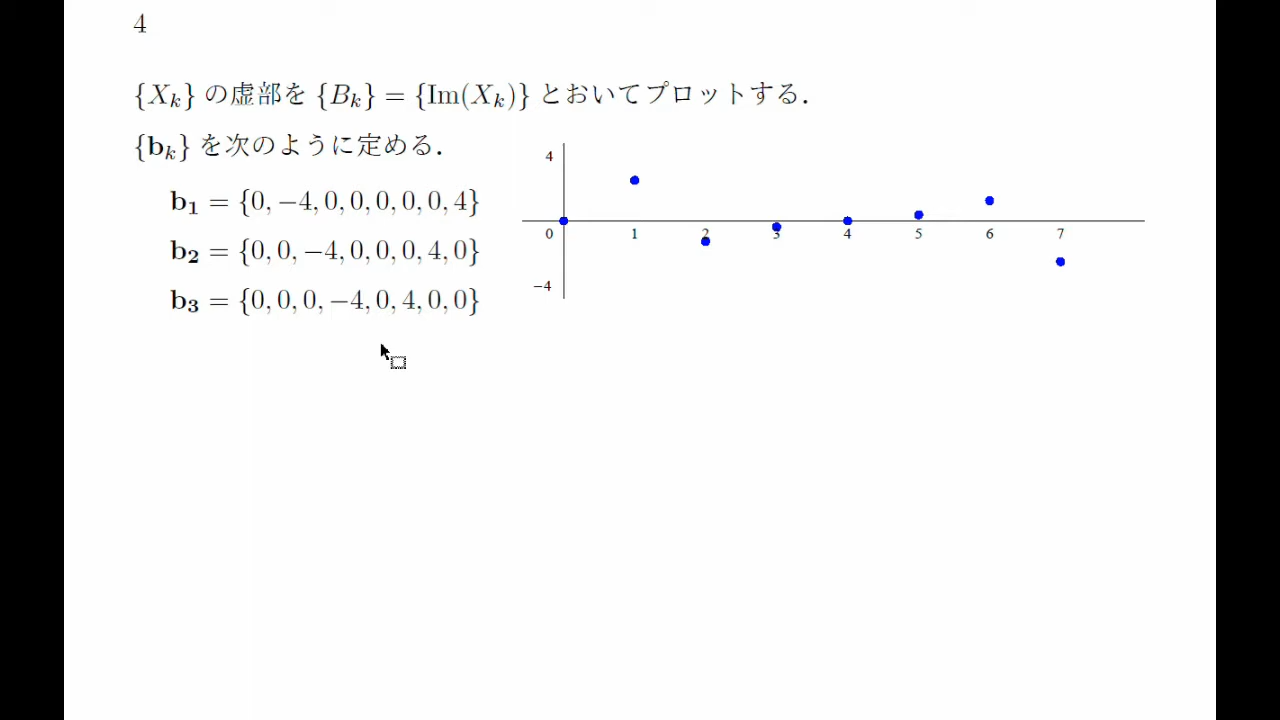 4
{X_k} の虚部を {B_k} = {Im(X_k)} とおいてプロットする.
{b_k} を次のように定める.
b_1 = {0, −4, 0, 0, 0, 0, 0, 4}
b_2 = {0, 0, −4, 0, 0, 0, 4, 0}
b_3 = {0, 0, 0, −4, 0, 4, 0, 0}
4
0 1 2 3 4 5 6 7
−4